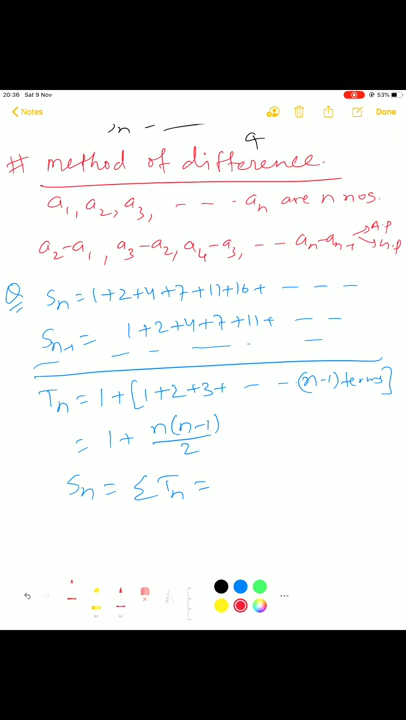 20:36 Sat 9 Nov 53%
Notes Done
# method of difference.
a₁, a₂, a₃, - - - - aₙ are n nos.
a₂-a₁, a₃-a₂, a₄-a₃, - - - aₙ-aₙ₋₁ → A.P → G.P
Q Sₙ = 1+2+4+7+11+16+ - - -
Sₙ₋₁ = 1+2+4+7+11+ - -
Tₙ = 1+[1+2+3+ - - - (n-1) terms]
= 1+ n(n-1)/2
Sₙ = Σ Tₙ =